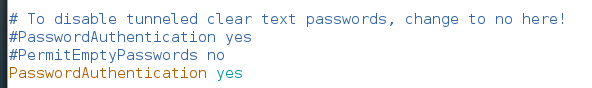 # To disable tunneled clear text passwords, change to no here!
#PasswordAuthentication yes
#PermitEmptyPasswords no
PasswordAuthentication yes